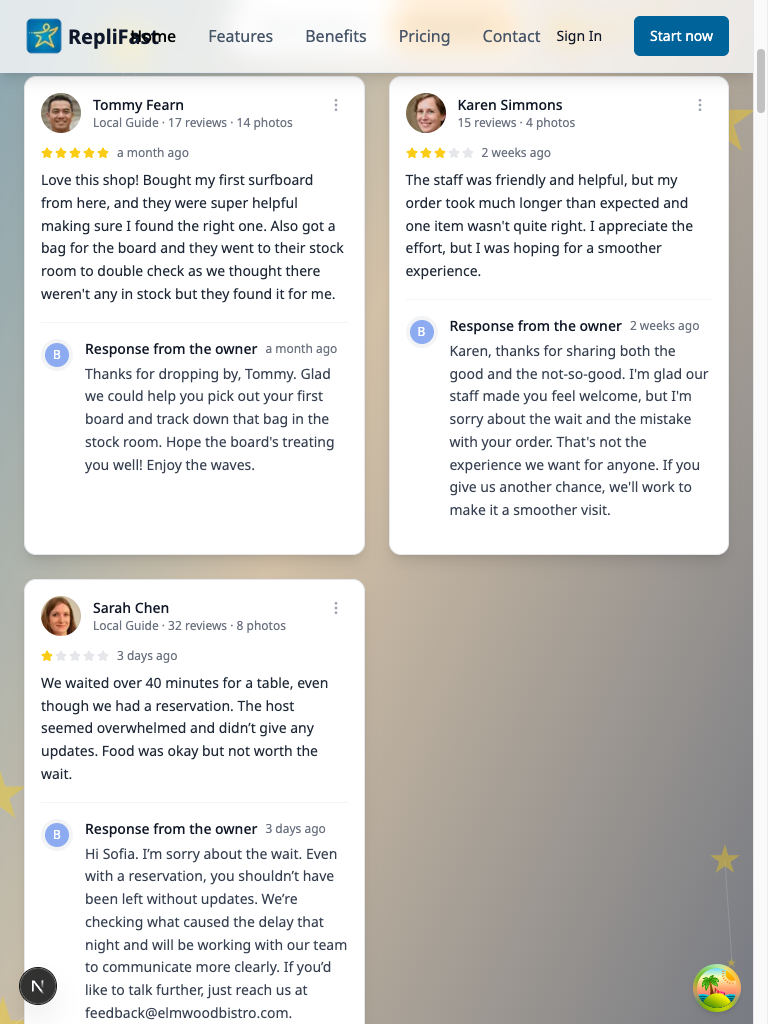 RepliFast
Home
Features
Benefits
Pricing
Contact
Sign In
Start now
Tommy Fearn
Local Guide · 17 reviews · 14 photos
a month ago
Love this shop! Bought my first surfboard
from here, and they were super helpful
making sure I found the right one. Also got a
bag for the board and they went to their stock
room to double check as we thought there
weren't any in stock but they found it for me.
B
Response from the owner a month ago
Thanks for dropping by, Tommy. Glad
we could help you pick out your first
board and track down that bag in the
stock room. Hope the board's treating
you well! Enjoy the waves.
Karen Simmons
15 reviews · 4 photos
2 weeks ago
The staff was friendly and helpful, but my
order took much longer than expected and
one item wasn't quite right. I appreciate the
effort, but I was hoping for a smoother
experience.
B
Response from the owner 2 weeks ago
Karen, thanks for sharing both the
good and the not-so-good. I'm glad our
staff made you feel welcome, but I'm
sorry about the wait and the mistake
with your order. That's not the
experience we want for anyone. If you
give us another chance, we'll work to
make it a smoother visit.
Sarah Chen
Local Guide · 32 reviews · 8 photos
3 days ago
We waited over 40 minutes for a table, even
though we had a reservation. The host
seemed overwhelmed and didn’t give any
updates. Food was okay but not worth the
wait.
B
Response from the owner 3 days ago
Hi Sofia. I’m sorry about the wait. Even
with a reservation, you shouldn’t have
been left without updates. We’re
checking what caused the delay that
night and will be working with our team
to communicate more clearly. If you’d
like to talk further, just reach us at
feedback@elmwoodbistro.com.
N